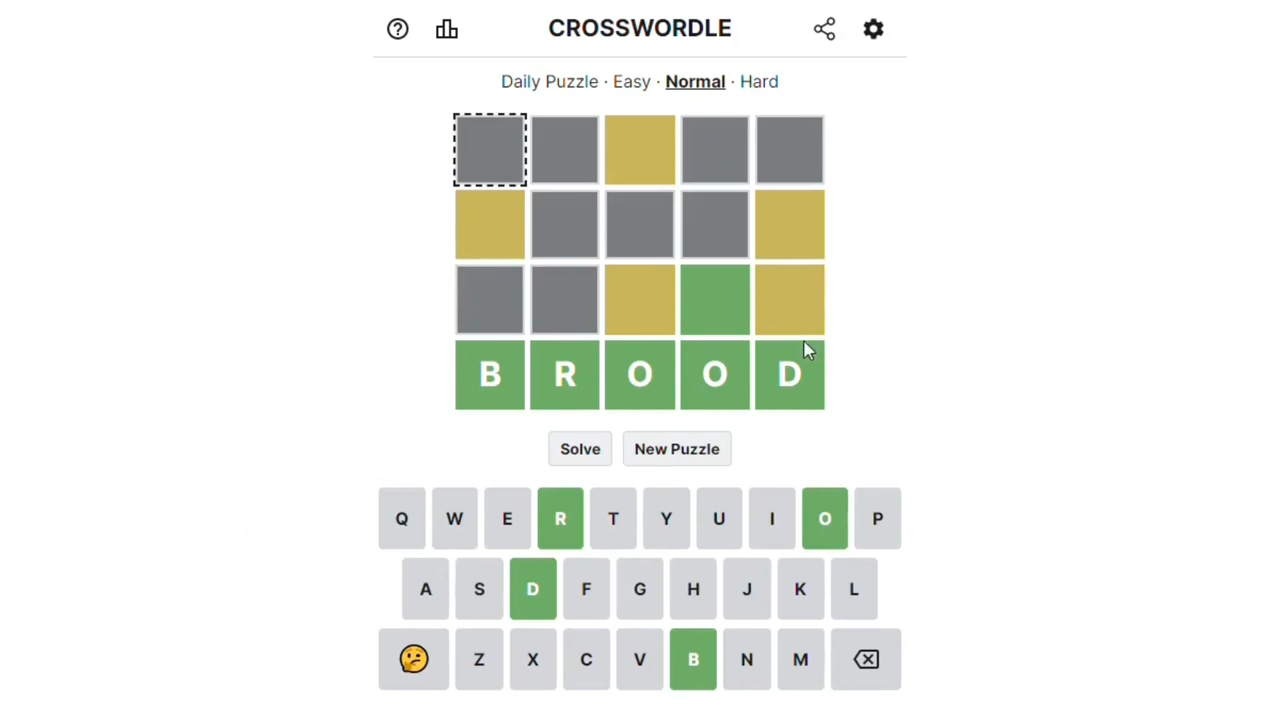 CROSSWORDLE
Daily Puzzle · Easy · Normal · Hard
B R O O D
Solve New Puzzle
Q W E R T Y U I O P
A S D F G H J K L
Z X C V B N M